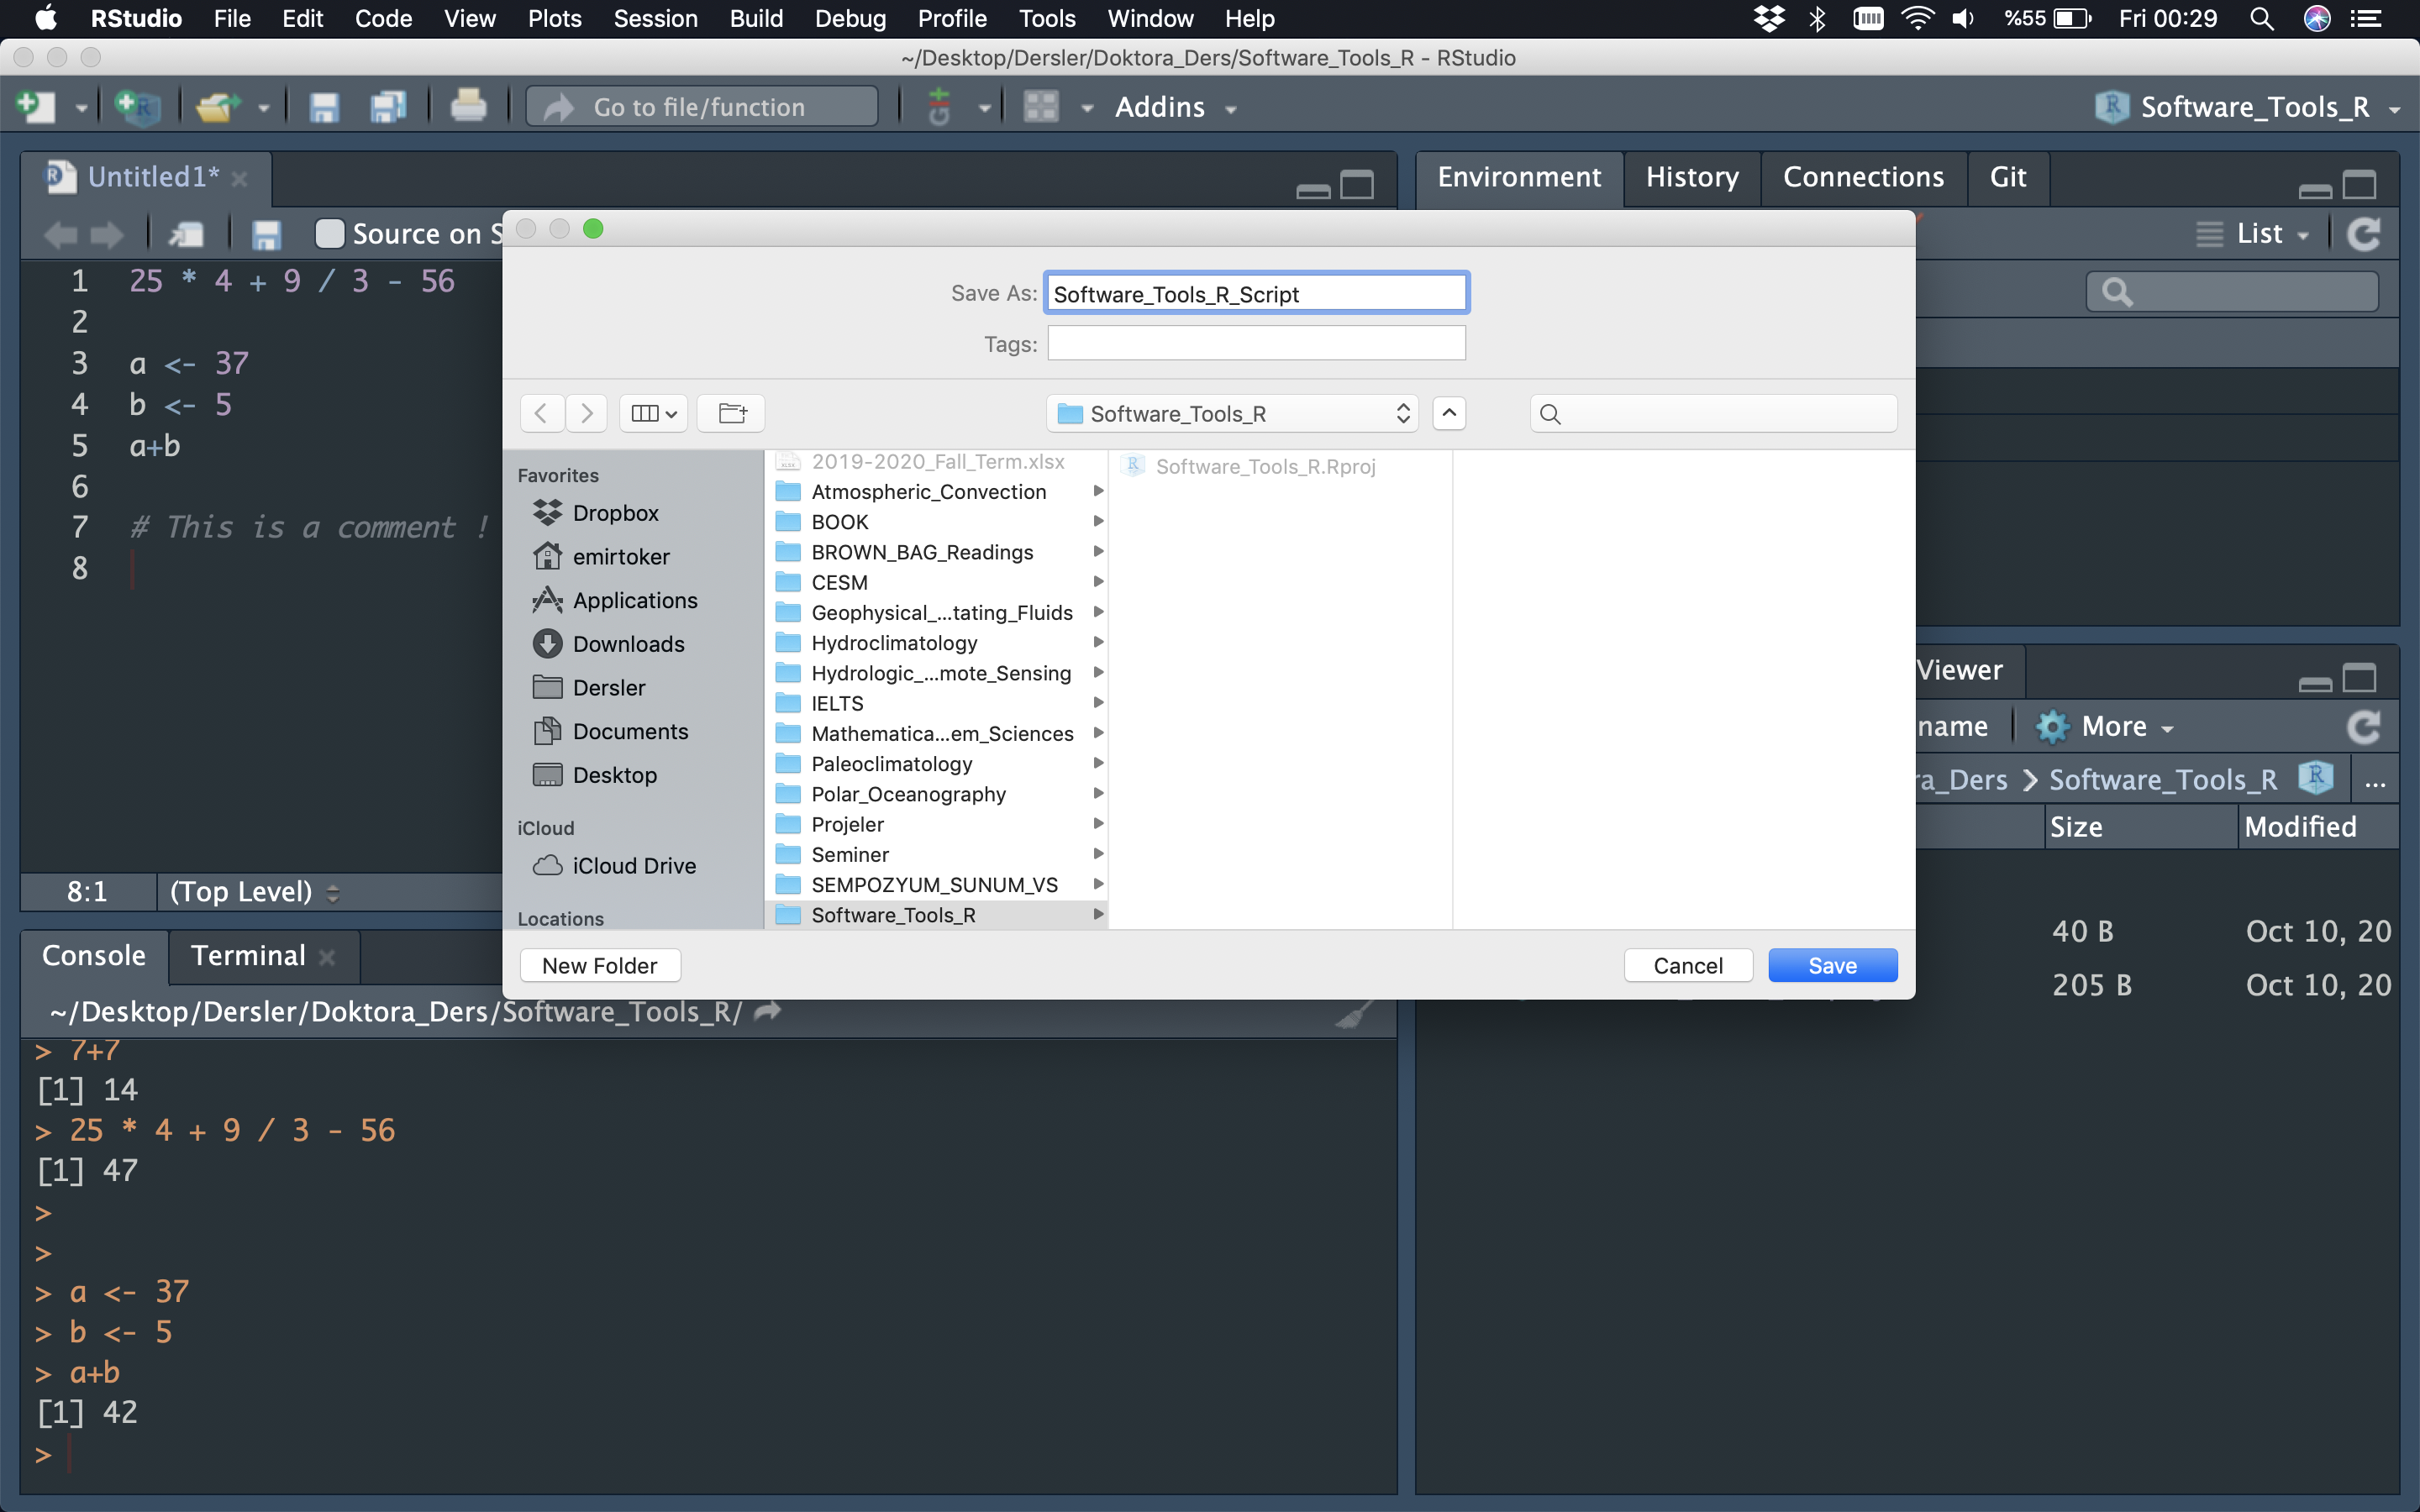 RStudio File Edit Code View Plots Session Build Debug Profile Tools Window Help %55 Fri 00:29
~/Desktop/Dersler/Doktora_Ders/Software_Tools_R - RStudio
Go to file/function Addins Software_Tools_R
Untitled1*
Environment History Connections Git
Source on S
List
1 25 * 4 + 9 / 3 - 56
2
3 a <- 37
4 b <- 5
5 a+b
6
7 # This is a comment !
8
8:1 (Top Level)
Save As: Software_Tools_R_Script
Tags:
Software_Tools_R
Favorites
Dropbox
emirtoker
Applications
Downloads
Dersler
Documents
Desktop
iCloud
iCloud Drive
Locations
2019-2020_Fall_Term.xlsx
Atmospheric_Convection
BOOK
BROWN_BAG_Readings
CESM
Geophysical_...tating_Fluids
Hydroclimatology
Hydrologic_...mote_Sensing
IELTS
Mathematica...em_Sciences
Paleoclimatology
Polar_Oceanography
Projeler
Seminer
SEMPOZYUM_SUNUM_VS
Software_Tools_R
Software_Tools_R.Rproj
New Folder Cancel Save
Viewer
name More
ra_Ders Software_Tools_R ...
Size Modified
40 B Oct 10, 20
205 B Oct 10, 20
Console Terminal
~/Desktop/Dersler/Doktora_Ders/Software_Tools_R/
> 7+7
[1] 14
> 25 * 4 + 9 / 3 - 56
[1] 47
>
>
> a <- 37
> b <- 5
> a+b
[1] 42
>